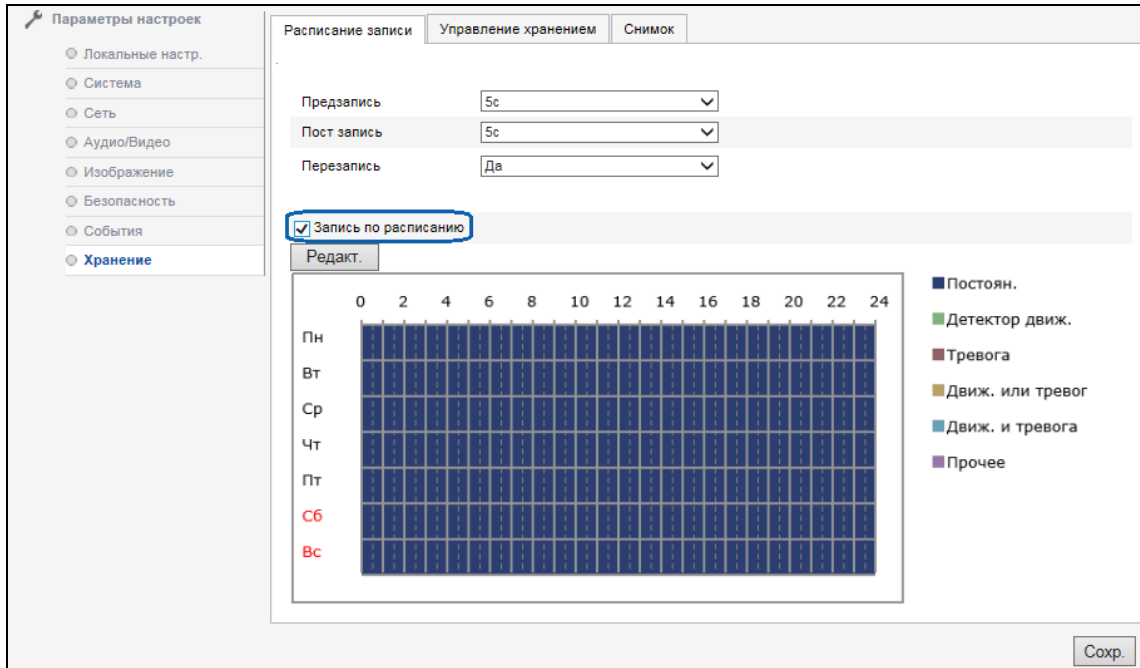 Параметры настроек
Локальные настр.
Система
Сеть
Аудио/Видео
Изображение
Безопасность
События
Хранение
Расписание записи
Управление хранением
Снимок
Предзапись 5с
Пост запись 5с
Перезапись Да
Запись по расписанию
Редакт.
0 2 4 6 8 10 12 14 16 18 20 22 24
Пн
Вт
Ср
Чт
Пт
Сб
Вс
Постоян.
Детектор движ.
Тревога
Движ. или тревог
Движ. и тревога
Прочее
Сохр.